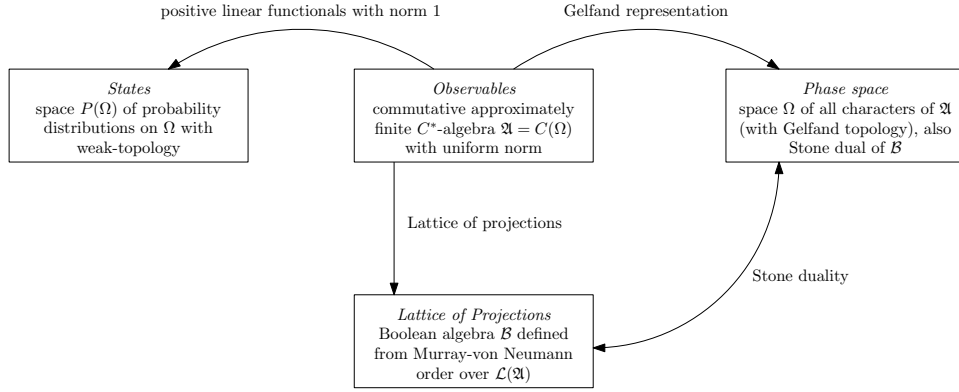 positive linear functionals with norm 1
Gelfand representation
States
space P(Ω) of probability
distributions on Ω with
weak-topology
Observables
commutative approximately
finite C*-algebra 𝔄 = C(Ω)
with uniform norm
Phase space
space Ω of all characters of 𝔄
(with Gelfand topology), also
Stone dual of ℬ
Lattice of projections
Stone duality
Lattice of Projections
Boolean algebra ℬ defined
from Murray-von Neumann
order over ℒ(𝔄)